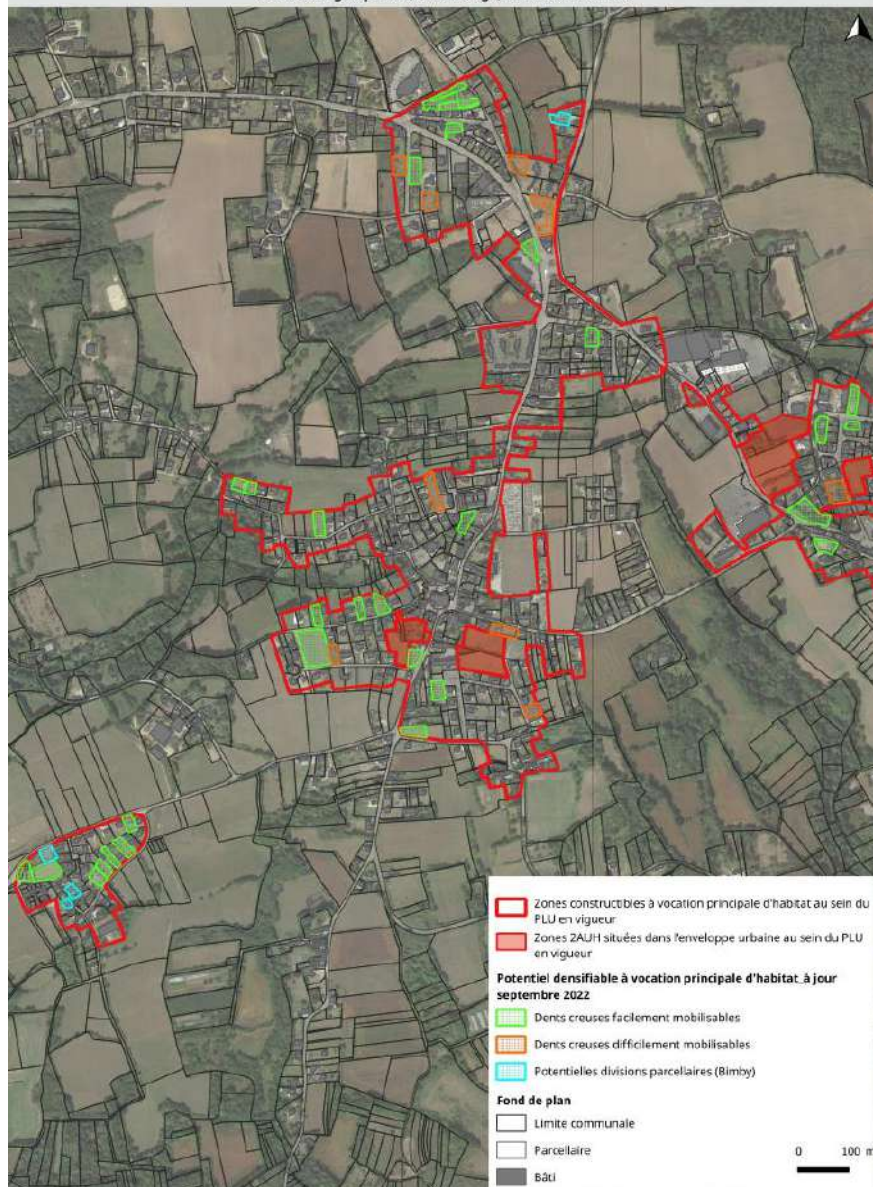 Zones constructibles à vocation principale d'habitat au sein du
PLU en vigueur
Zones 2AUH situées dans l'enveloppe urbaine au sein du PLU
en vigueur
Potentiel densifiable à vocation principale d'habitat_à jour
septembre 2022
Dents creuses facilement mobilisables
Dents creuses difficilement mobilisables
Potentielles divisions parcellaires (Bimby)
Fond de plan
Limite communale
Parcellaire
Bâti
0 100 m